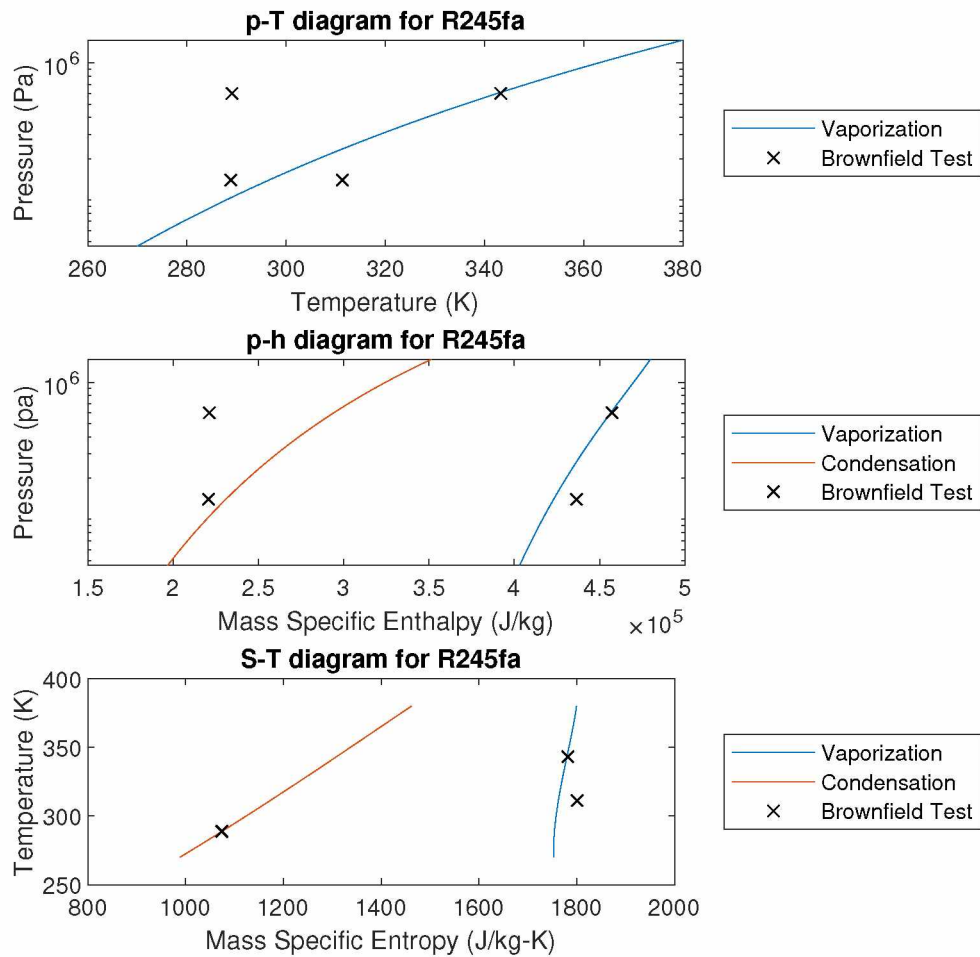 p-T diagram for R245fa
10^6
Pressure (Pa)
260 280 300 320 340 360 380
Temperature (K)
Vaporization
Brownfield Test
p-h diagram for R245fa
10^6
Pressure (pa)
1.5 2 2.5 3 3.5 4 4.5 5
Mass Specific Enthalpy (J/kg)
×10^5
Vaporization
Condensation
Brownfield Test
S-T diagram for R245fa
400
350
300
250
Temperature (K)
800 1000 1200 1400 1600 1800 2000
Mass Specific Entropy (J/kg-K)
Vaporization
Condensation
Brownfield Test